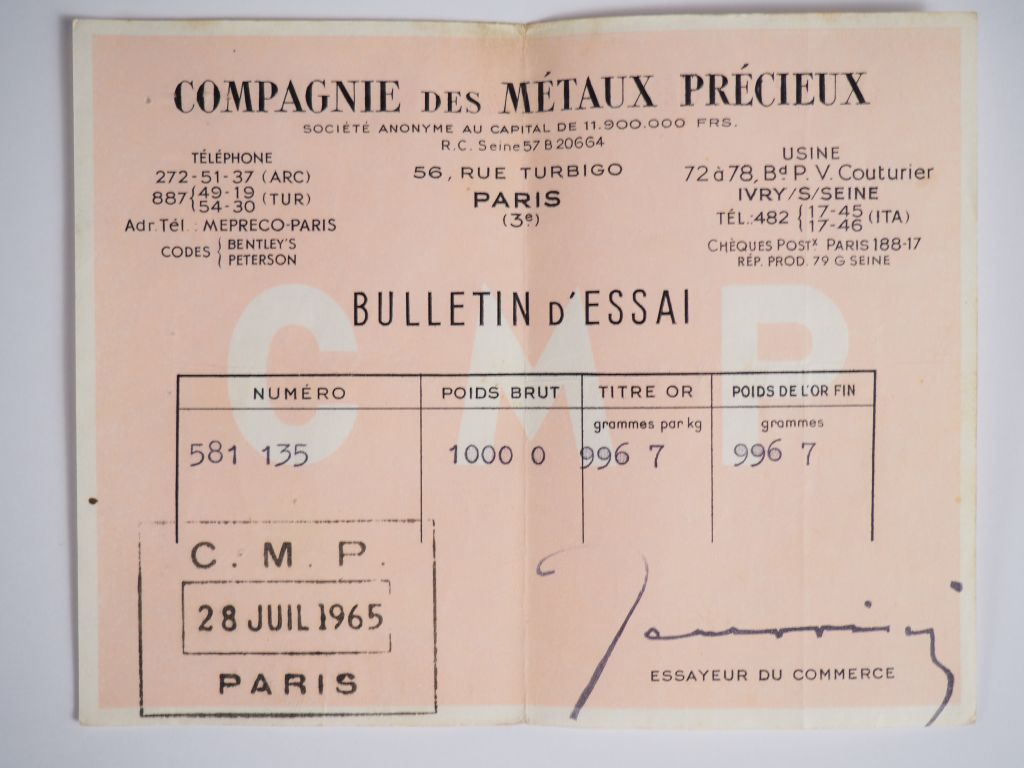 COMPAGNIE DES MÉTAUX PRÉCIEUX
SOCIÉTÉ ANONYME AU CAPITAL DE 11.900.000 FRS.
R.C. Seine 57 B 20664
TÉLÉPHONE
272-51-37 (ARC)
887 { 49-19
54-30 } (TUR)
Adr. Tél. : MEPRECO-PARIS
CODES { BENTLEY'S
PETERSON
56, RUE TURBIGO
PARIS
(3e)
USINE
72 à 78, Bd P. V. Couturier
IVRY/S/SEINE
TÉL.: 482 { 17-45
17-46 } (ITA)
CHÈQUES POSTx PARIS 188-17
RÉP. PROD. 79 G SEINE
CMP
BULLETIN D'ESSAI
NUMÉRO POIDS BRUT TITRE OR POIDS DE L'OR FIN
grammes par kg grammes
581 135 1000 0 996 7 996 7
C. M. P.
28 JUIL 1965
PARIS
ESSAYEUR DU COMMERCE